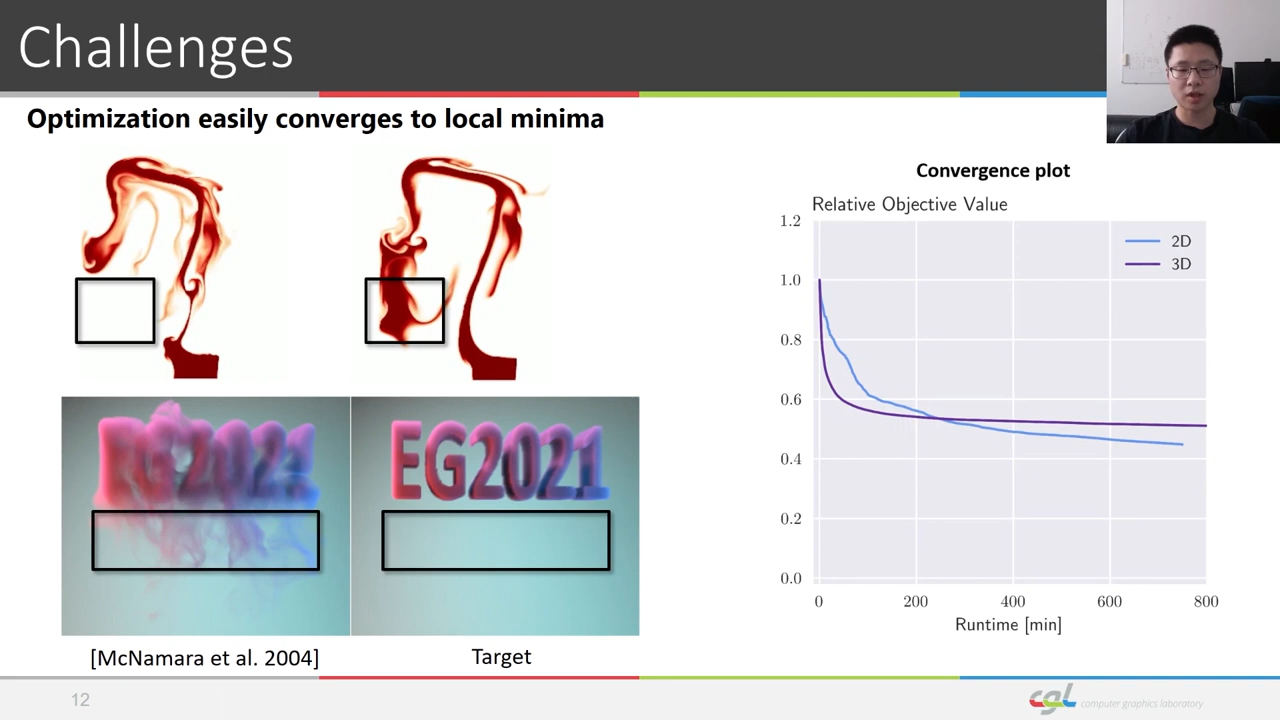 Challenges
Optimization easily converges to local minima
EG2021
EG2021
[McNamara et al. 2004]
Target
Convergence plot
Relative Objective Value
1.2
1.0
0.8
0.6
0.4
0.2
0.0
2D
3D
0 200 400 600 800
Runtime [min]
12
cgl computer graphics laboratory